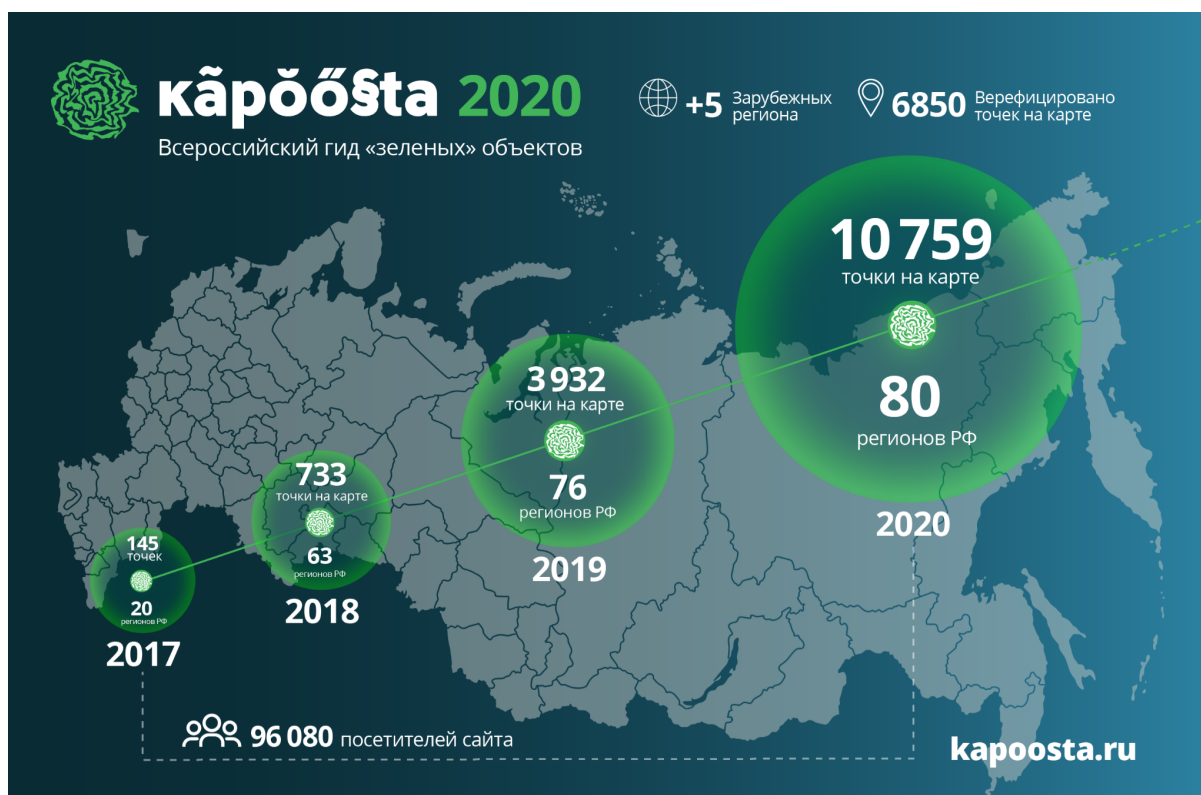 кãpŏő§ta 2020
Всероссийский гид «зеленых» объектов
+5 Зарубежных
региона
6850 Верефицировано
точек на карте
10 759
точки на карте
80
регионов РФ
2020
3 932
точки на карте
76
регионов РФ
2019
733
точки на карте
63
регионов РФ
2018
145
точек
20
регионов РФ
2017
96 080 посетителей сайта
kapoosta.ru